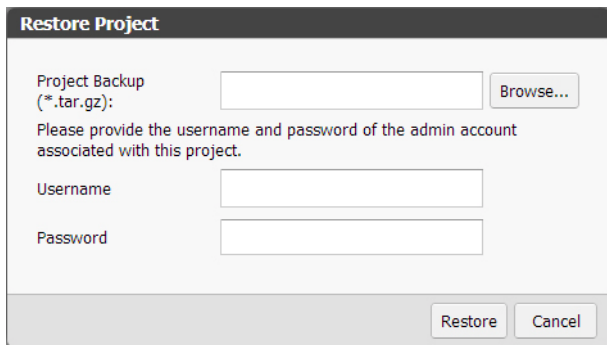 Restore Project
Project Backup
(*.tar.gz):
Browse...
Please provide the username and password of the admin account
associated with this project.
Username
Password
Restore
Cancel